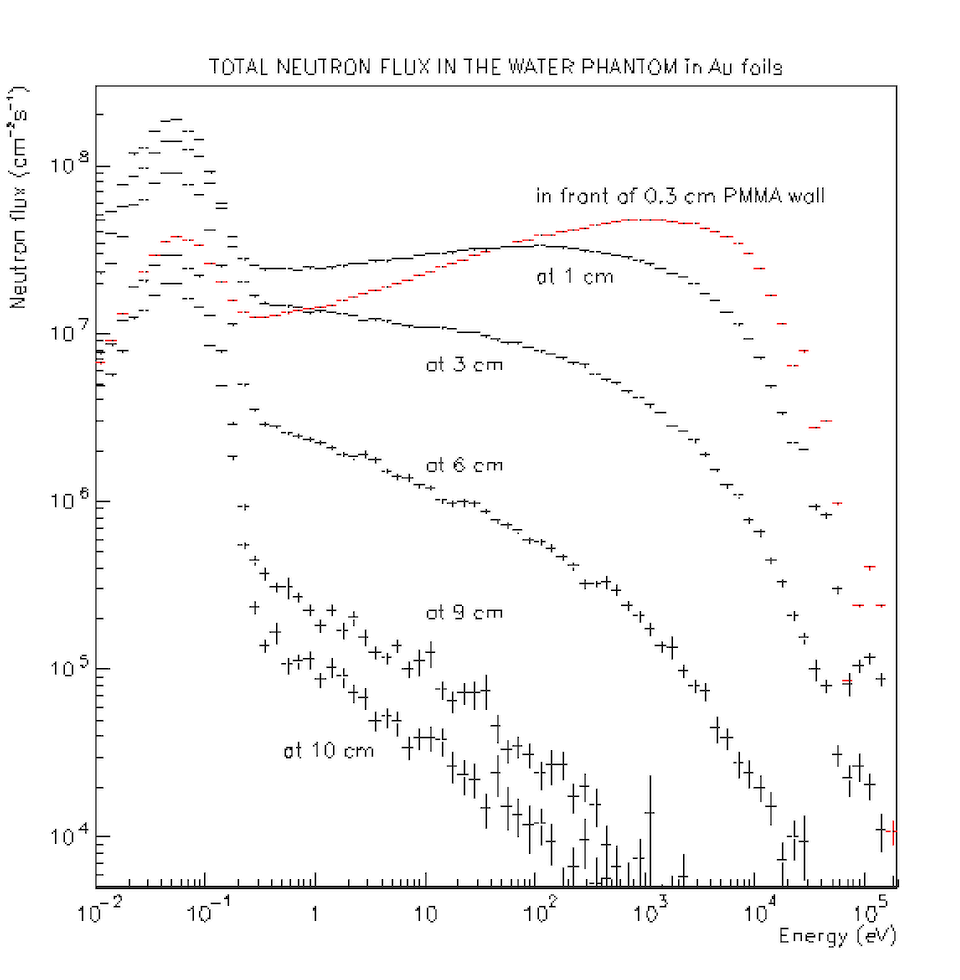 TOTAL NEUTRON FLUX IN THE WATER PHANTOM in Au foils
Neutron flux (cm⁻²s⁻¹)
10⁸
10⁷
10⁶
10⁵
10⁴
in front of 0.3 cm PMMA wall
at 1 cm
at 3 cm
at 6 cm
at 9 cm
at 10 cm
10⁻² 10⁻¹ 1 10 10² 10³ 10⁴ 10⁵
Energy (eV)